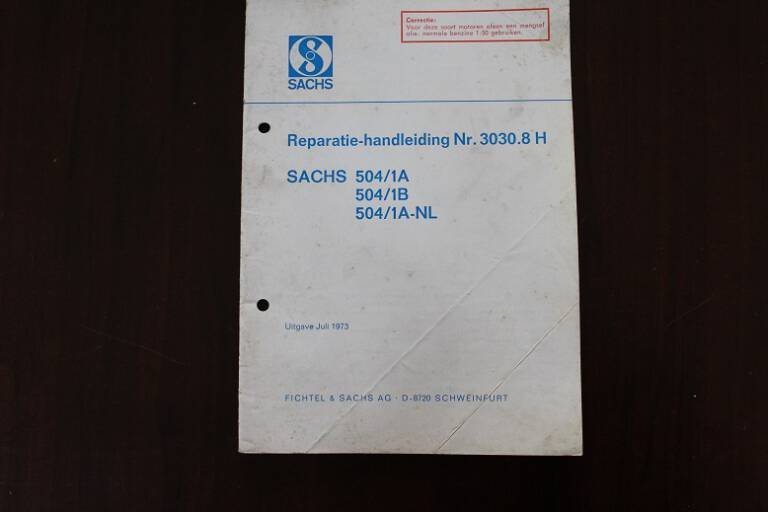 Correctie:
Voor deze soort motoren alleen een mengsel
olie: normale benzine 1:50 gebruiken.
SACHS
Reparatie-handleiding Nr. 3030.8 H
SACHS 504/1A
504/1B
504/1A-NL
Uitgave Juli 1973
FICHTEL & SACHS AG · D-8720 SCHWEINFURT